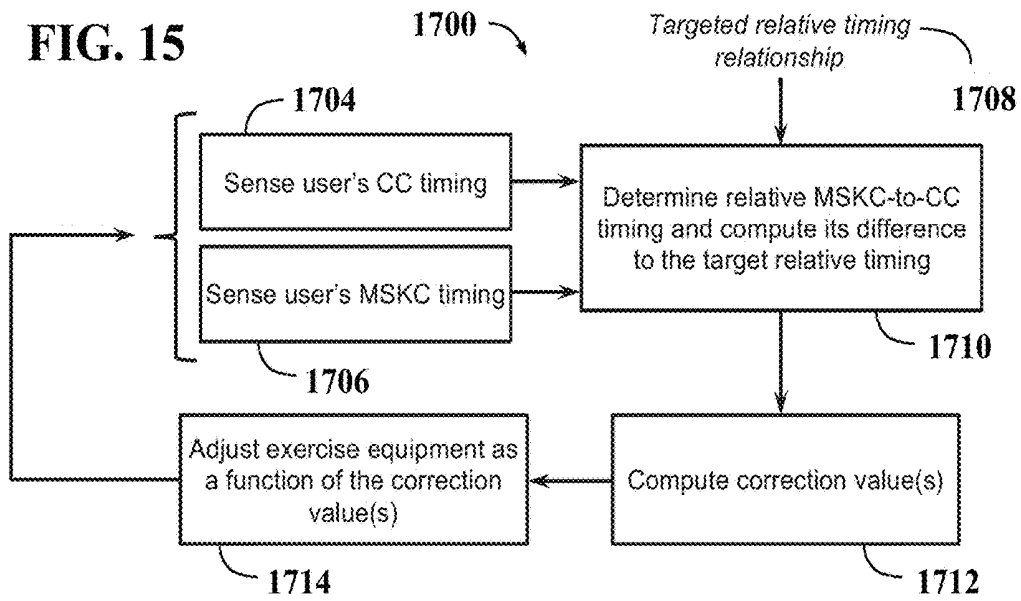 FIG. 15
1700
Targeted relative timing
relationship
1708
1704
Sense user's CC timing
Sense user's MSKC timing
1706
Determine relative MSKC-to-CC
timing and compute its difference
to the target relative timing
1710
Adjust exercise equipment as
a function of the correction
value(s)
1714
Compute correction value(s)
1712